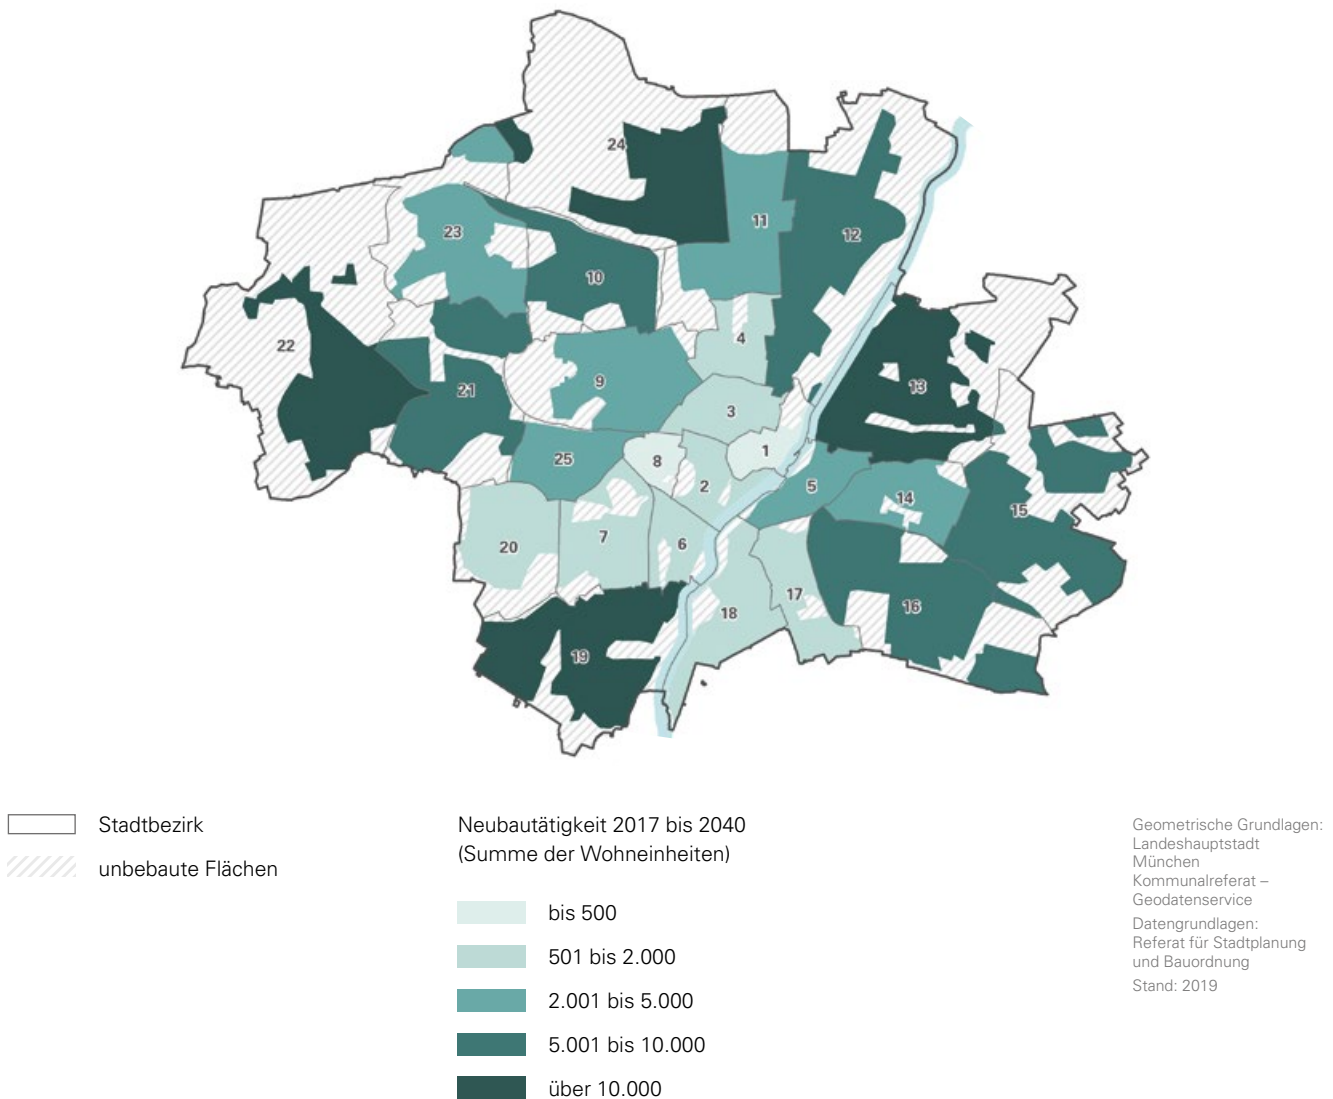 24
11
12
23
10
4
22
9
13
21
3
1
8
25
2
5
14
15
7
6
20
17
16
18
19
Stadtbezirk
unbebaute Flächen
Neubautätigkeit 2017 bis 2040
(Summe der Wohneinheiten)
bis 500
501 bis 2.000
2.001 bis 5.000
5.001 bis 10.000
über 10.000
Geometrische Grundlagen:
Landeshauptstadt
München
Kommunalreferat –
Geodatenservice
Datengrundlagen:
Referat für Stadtplanung
und Bauordnung
Stand: 2019